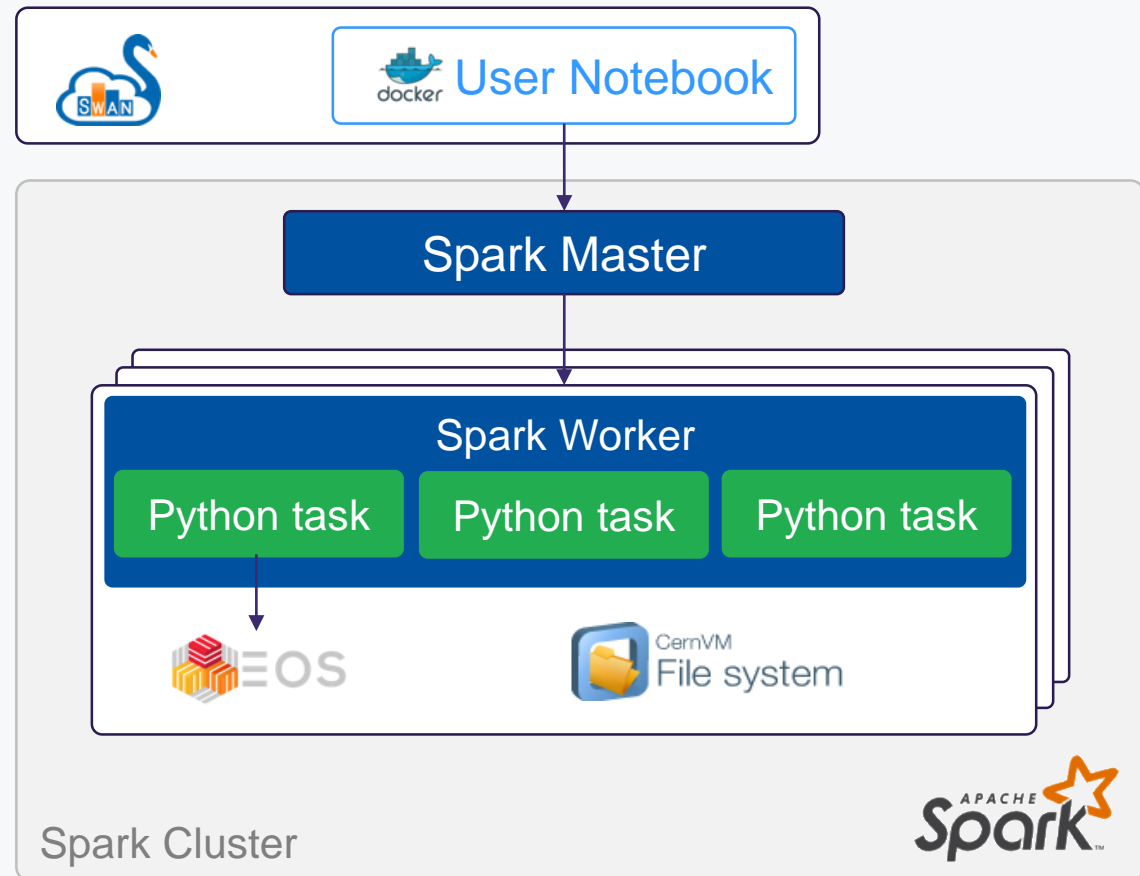 SWAN
docker
User Notebook
Spark Master
Spark Worker
Python task
Python task
Python task
EOS
CernVM
File system
Spark Cluster
APACHE
Spark™